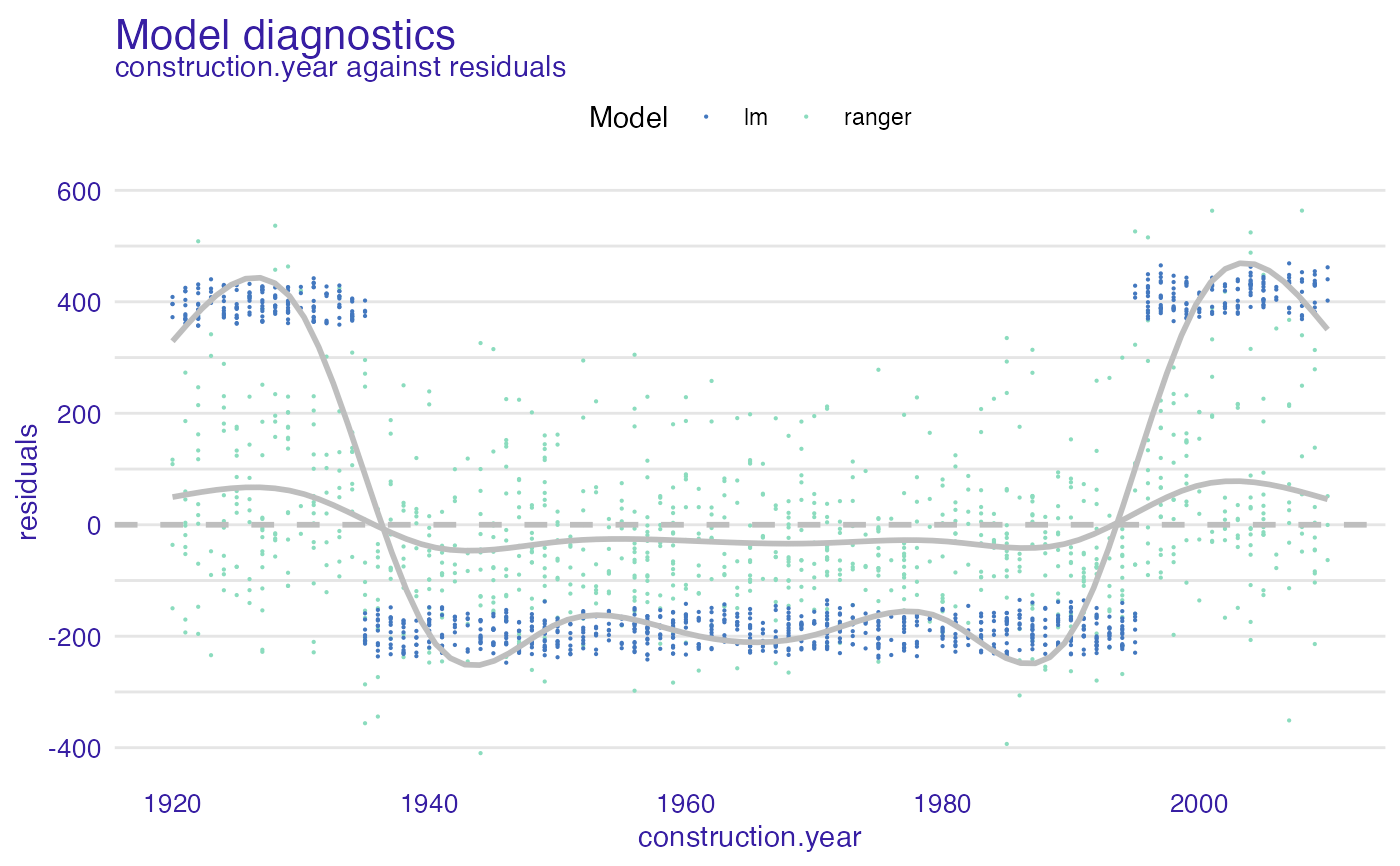 Model diagnostics
construction.year against residuals
Model lm ranger
600
400
200
0
-200
-400
residuals
1920 1940 1960 1980 2000
construction.year